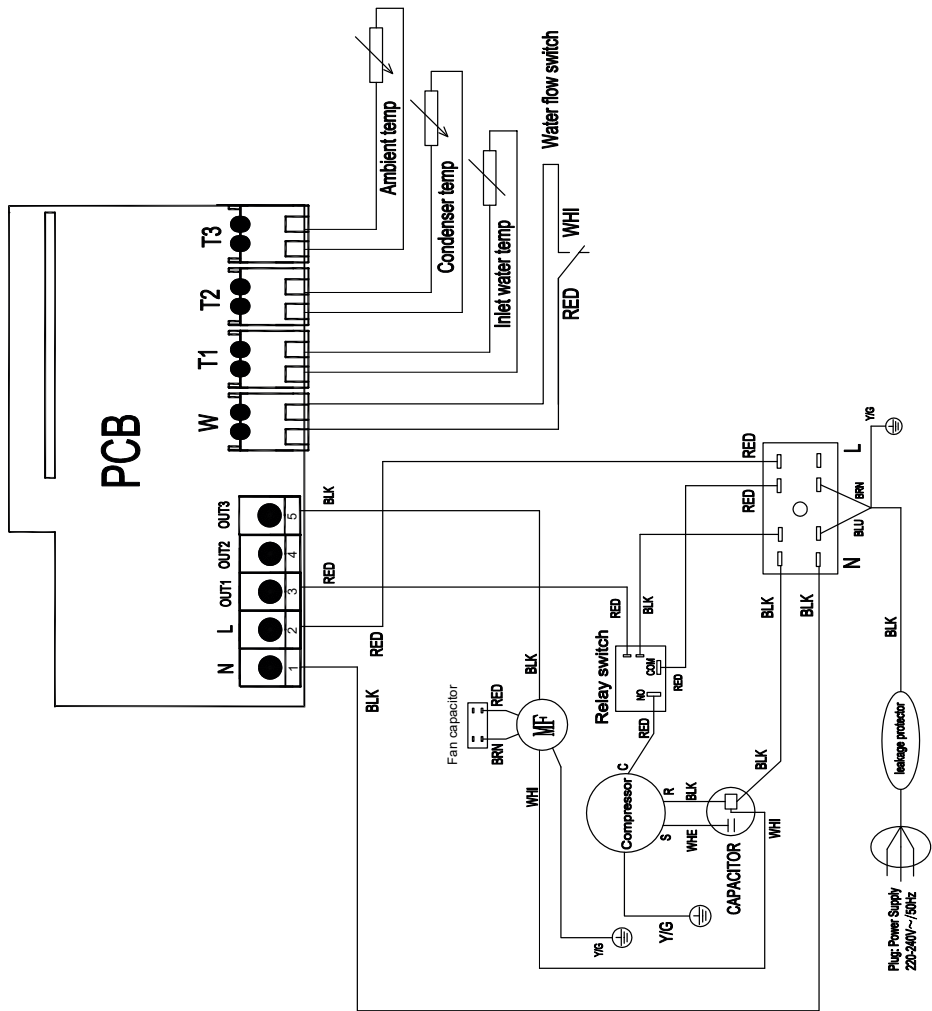 PCB
T3
T2
T1
W
OUT3
OUT2
OUT1
L
N
5
4
3
2
1
Ambient temp
Condenser temp
Inlet water temp
Water flow switch
WHI
RED
BLK
RED
RED
BLK
RED
RED
L
N
BRN
BLU
Y/G
BLK
BLK
BLK
Relay switch
RED
BLK
NO
COM
RED
RED
Fan capacitor
RED
BRN
BLK
MF
WHI
Y/G
Compressor
C
R
S
BLK
WHE
BLK
WHI
CAPACITOR
Y/G
leakage protector
Plug: Power Supply
220-240V~/50Hz